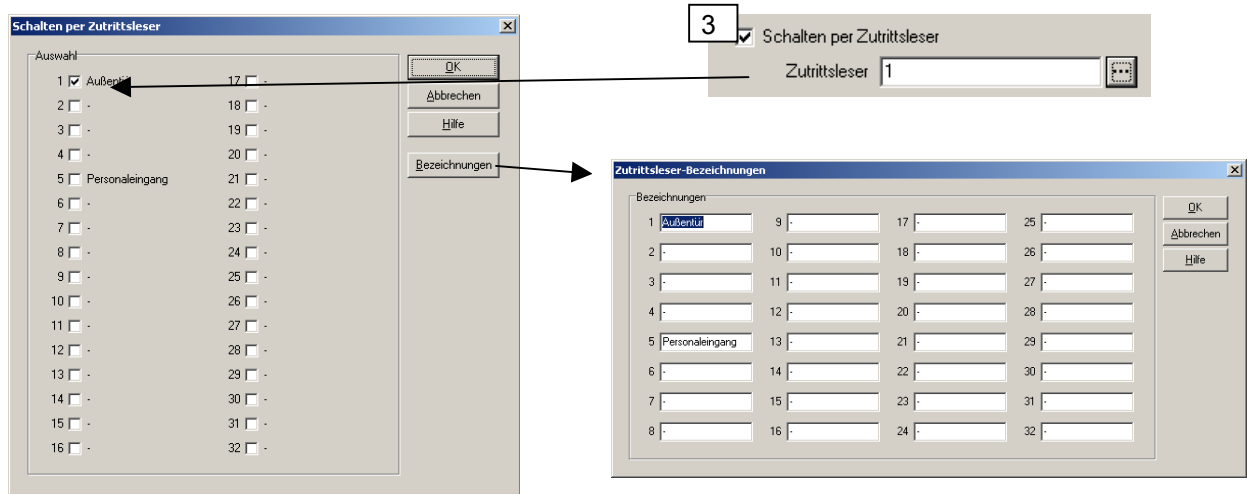 Schalten per Zutrittsleser
Auswahl
1 Außentür 17 -
2 - 18 -
3 - 19 -
4 - 20 -
5 Personaleingang 21 -
6 - 22 -
7 - 23 -
8 - 24 -
9 - 25 -
10 - 26 -
11 - 27 -
12 - 28 -
13 - 29 -
14 - 30 -
15 - 31 -
16 - 32 -
OK
Abbrechen
Hilfe
Bezeichnungen
3
Schalten per Zutrittsleser
Zutrittsleser 1
...
Zutrittsleser-Bezeichnungen
Bezeichnungen
1 Außentür 9 - 17 - 25 -
2 - 10 - 18 - 26 -
3 - 11 - 19 - 27 -
4 - 12 - 20 - 28 -
5 Personaleingang 13 - 21 - 29 -
6 - 14 - 22 - 30 -
7 - 15 - 23 - 31 -
8 - 16 - 24 - 32 -
OK
Abbrechen
Hilfe